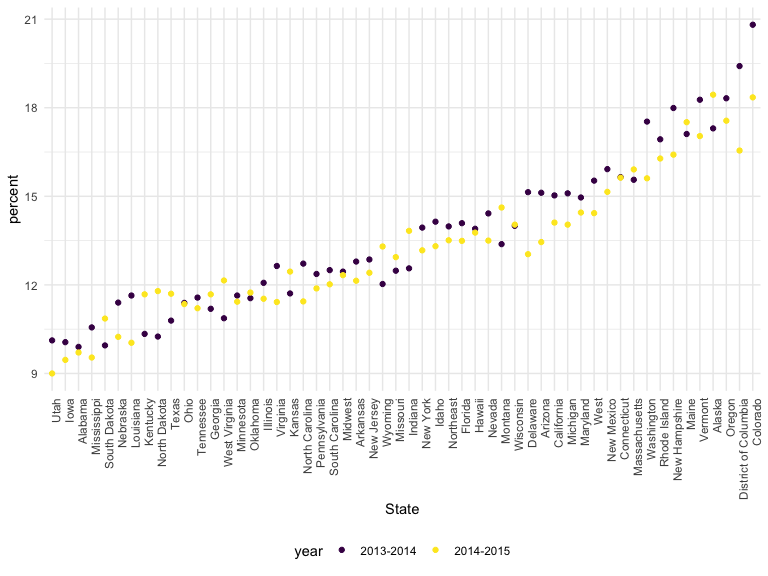 21
18
15
12
9
percent
Utah
Iowa
Alabama
Mississippi
South Dakota
Nebraska
Louisiana
Kentucky
North Dakota
Texas
Ohio
Tennessee
Georgia
West Virginia
Minnesota
Oklahoma
Illinois
Virginia
Kansas
North Carolina
Pennsylvania
South Carolina
Midwest
Arkansas
New Jersey
Wyoming
Missouri
Indiana
New York
Idaho
Northeast
Florida
Hawaii
Nevada
Montana
Wisconsin
Delaware
Arizona
California
Michigan
Maryland
West
New Mexico
Connecticut
Massachusetts
Washington
Rhode Island
New Hampshire
Maine
Vermont
Alaska
Oregon
District of Columbia
Colorado
State
year 2013-2014 2014-2015